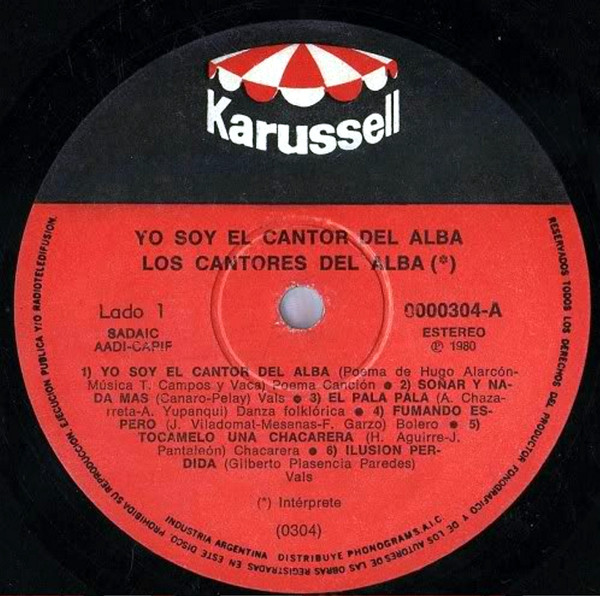 Karussell
YO SOY EL CANTOR DEL ALBA
LOS CANTORES DEL ALBA (*)
Lado 1
SADAIC
AADI-CAPIF
0000304-A
ESTEREO
Ⓟ 1980
1) YO SOY EL CANTOR DEL ALBA (Poema de Hugo Alarcón-
Música T. Campos y Vaca) Poema Canción ● 2) SOÑAR Y NA-
DA MAS (Canaro-Pelay) Vals ● 3) EL PALA PALA (A. Chaza-
rreta-A. Yupanqui) Danza folklórica ● 4) FUMANDO ES-
PERO (J. Viladomat-Mesanas-F. Garzo) Bolero ● 5)
TOCAMELO UNA CHACARERA (H. Aguirre-J.
Pantaleón) Chacarera ● 6) ILUSION PER-
DIDA (Gilberto Plasencia Paredes)
Vals
(*) Intérprete
(0304)
INDUSTRIA ARGENTINA DISTRIBUYE PHONOGRAM S.A.I.C.
RESERVADOS TODOS LOS DERECHOS DEL PRODUCTOR FONOGRAFICO Y DE LOS AUTORES DE LAS OBRAS REGISTRADAS EN ESTE DISCO. PROHIBIDA SU REPRODUCCION, EJECUCION PUBLICA Y/O RADIOTELEDIFUSION.